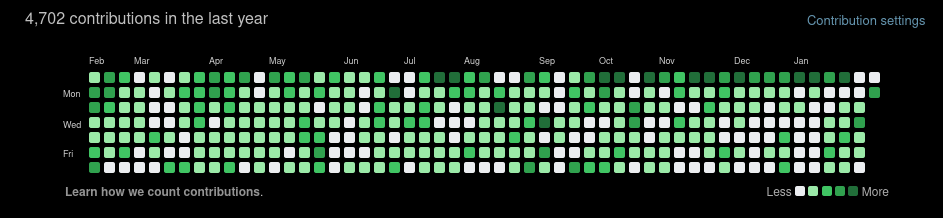 4,702 contributions in the last year
Contribution settings
Feb Mar Apr May Jun Jul Aug Sep Oct Nov Dec Jan
Mon
Wed
Fri
Learn how we count contributions.
Less More